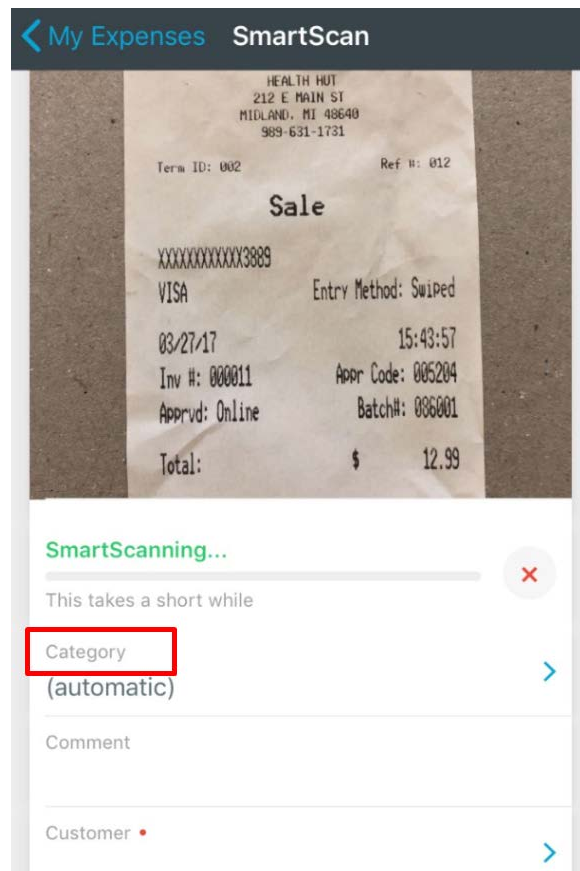 My Expenses SmartScan
HEALTH HUT
212 E MAIN ST
MIDLAND, MI 48640
989-631-1731
Term ID: 002 Ref #: 012
Sale
XXXXXXXXXXXX3889
VISA Entry Method: Swiped
03/27/17 15:43:57
Inv #: 000011 Appr Code: 005204
Apprvd: Online Batch#: 086001
Total: $ 12.99
SmartScanning...
This takes a short while
Category
(automatic)
Comment
Customer •